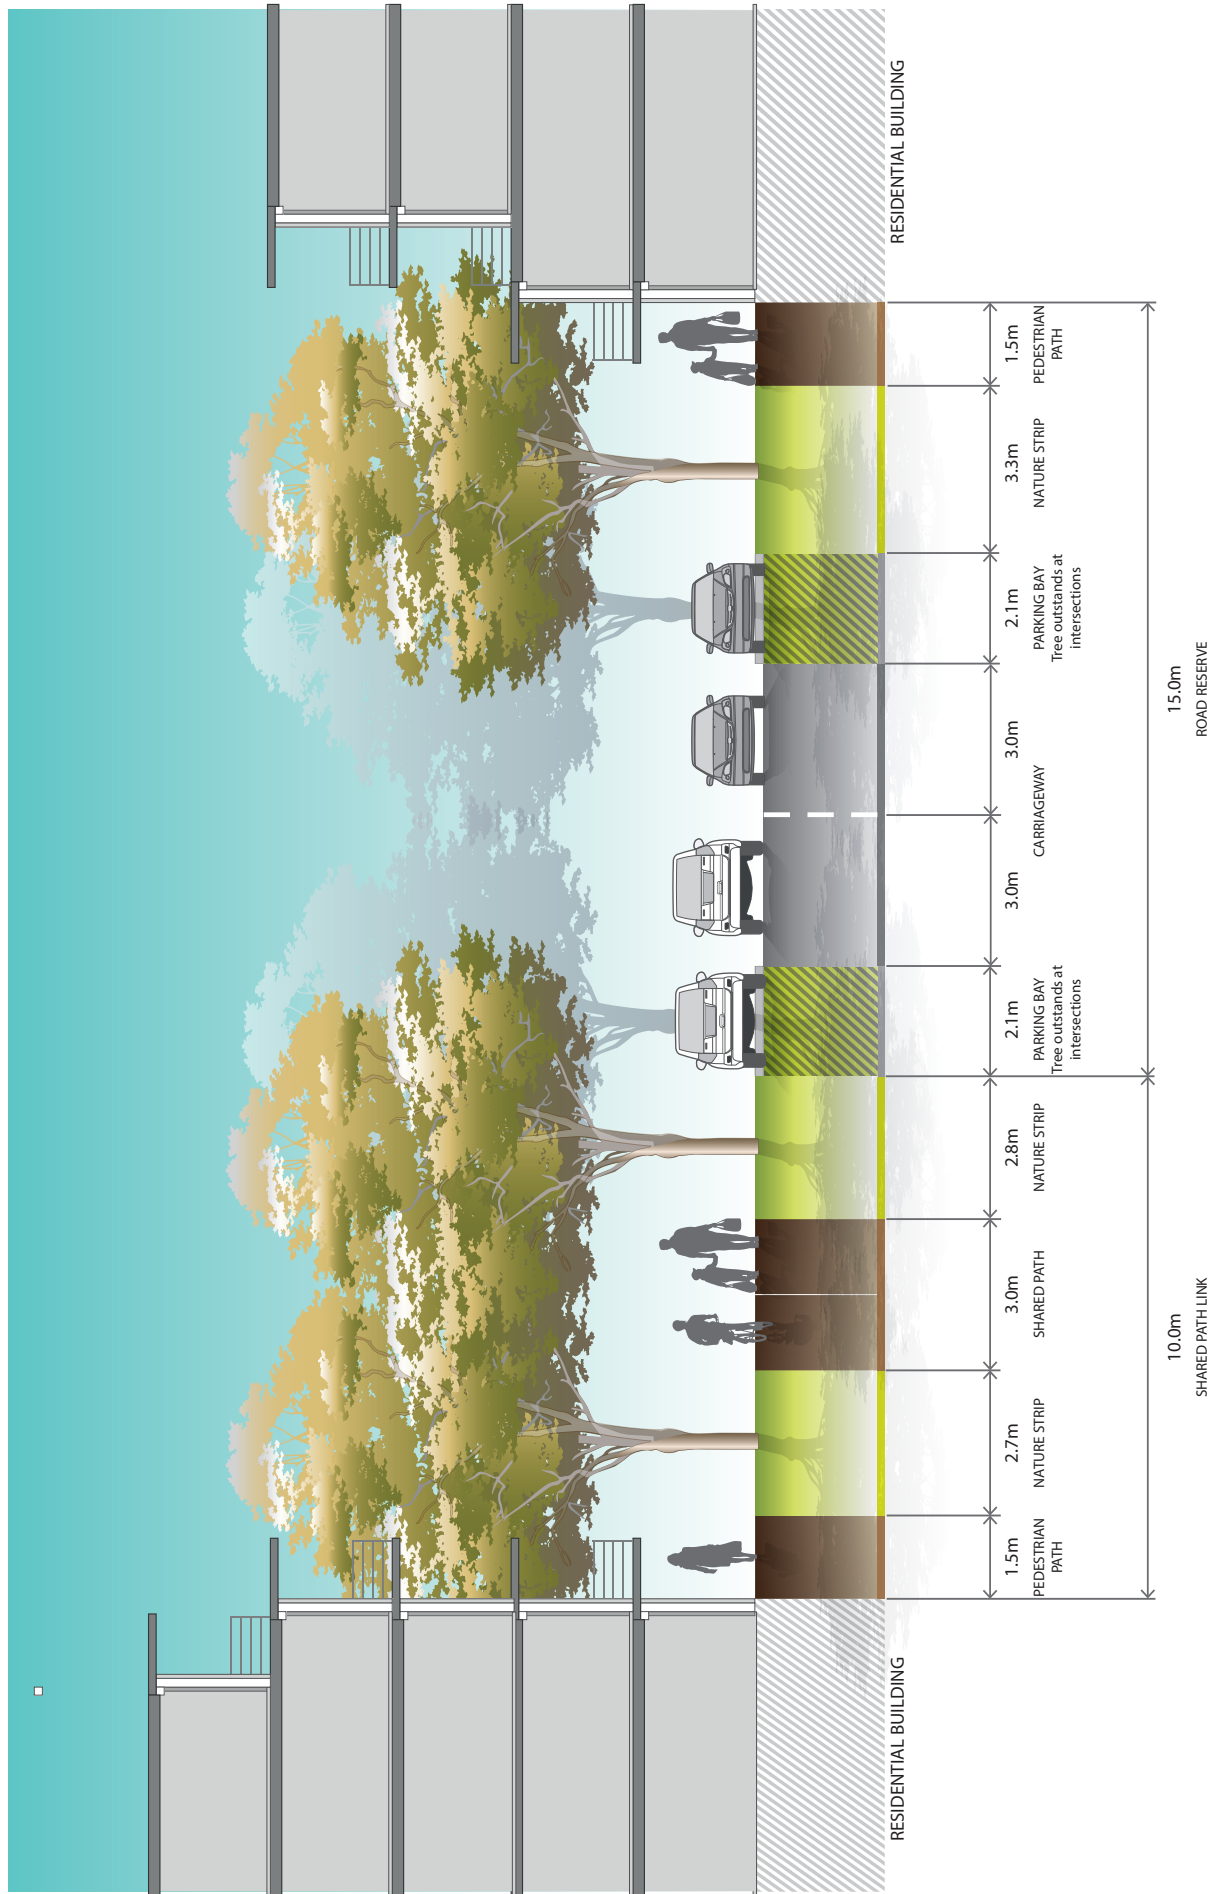 RESIDENTIAL BUILDING
RESIDENTIAL BUILDING
1.5m
2.7m
3.0m
2.8m
2.1m
3.0m
3.0m
2.1m
3.3m
1.5m
PEDESTRIAN
PATH
NATURE STRIP
SHARED PATH
NATURE STRIP
PARKING BAY
Tree outstands at
intersections
CARRIAGEWAY
PARKING BAY
Tree outstands at
intersections
NATURE STRIP
PEDESTRIAN
PATH
10.0m
15.0m
SHARED PATH LINK
ROAD RESERVE